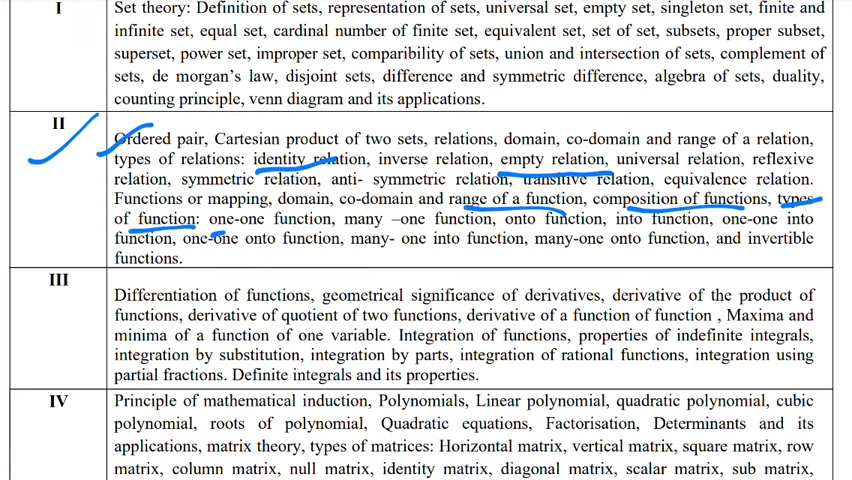 I
Set theory: Definition of sets, representation of sets, universal set, empty set, singleton set, finite and
infinite set, equal set, cardinal number of finite set, equivalent set, set of set, subsets, proper subset,
superset, power set, improper set, comparibility of sets, union and intersection of sets, complement of
sets, de morgan's law, disjoint sets, difference and symmetric difference, algebra of sets, duality,
counting principle, venn diagram and its applications.
II
Ordered pair, Cartesian product of two sets, relations, domain, co-domain and range of a relation,
types of relations: identity relation, inverse relation, empty relation, universal relation, reflexive
relation, symmetric relation, anti- symmetric relation, transitive relation, equivalence relation.
Functions or mapping, domain, co-domain and range of a function, composition of functions, types
of function: one-one function, many –one function, onto function, into function, one-one into
function, one-one onto function, many- one into function, many-one onto function, and invertible
functions.
III
Differentiation of functions, geometrical significance of derivatives, derivative of the product of
functions, derivative of quotient of two functions, derivative of a function of function , Maxima and
minima of a function of one variable. Integration of functions, properties of indefinite integrals,
integration by substitution, integration by parts, integration of rational functions, integration using
partial fractions. Definite integrals and its properties.
IV
Principle of mathematical induction, Polynomials, Linear polynomial, quadratic polynomial, cubic
polynomial, roots of polynomial, Quadratic equations, Factorisation, Determinants and its
applications, matrix theory, types of matrices: Horizontal matrix, vertical matrix, square matrix, row
matrix, column matrix, null matrix, identity matrix, diagonal matrix, scalar matrix, sub matrix,